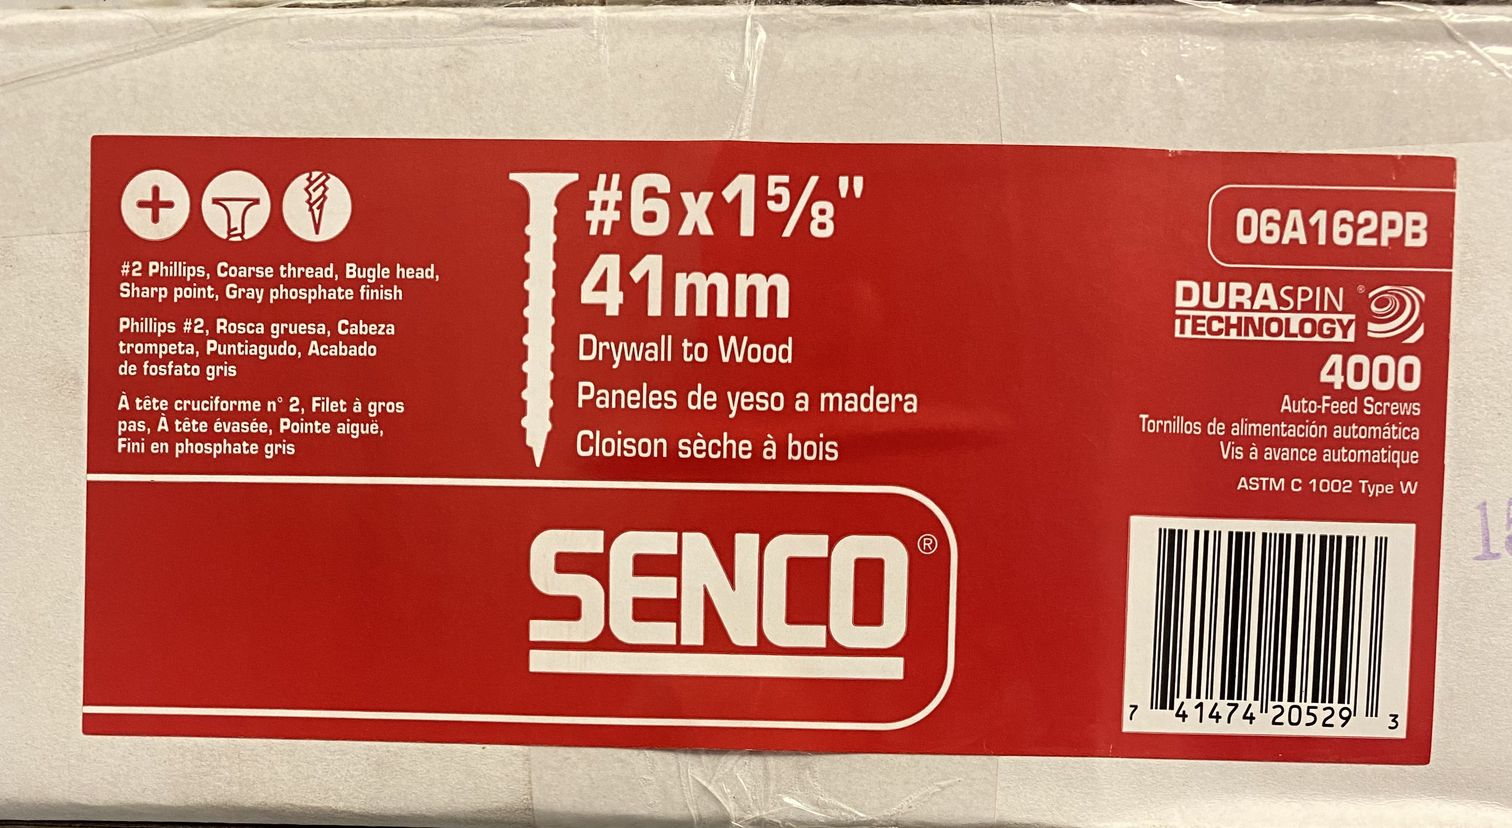 #2 Phillips, Coarse thread, Bugle head,
Sharp point, Gray phosphate finish
Phillips #2, Rosca gruesa, Cabeza
trompeta, Puntiagudo, Acabado
de fosfato gris
À tête cruciforme n° 2, Filet à gros
pas, À tête évasée, Pointe aiguë,
Fini en phosphate gris
#6x1⅝"
41mm
Drywall to Wood
Paneles de yeso a madera
Cloison sèche à bois
06A162PB
DURASPIN®
TECHNOLOGY
4000
Auto-Feed Screws
Tornillos de alimentación automática
Vis à avance automatique
ASTM C 1002 Type W
SENCO®
7 41474 20529 3